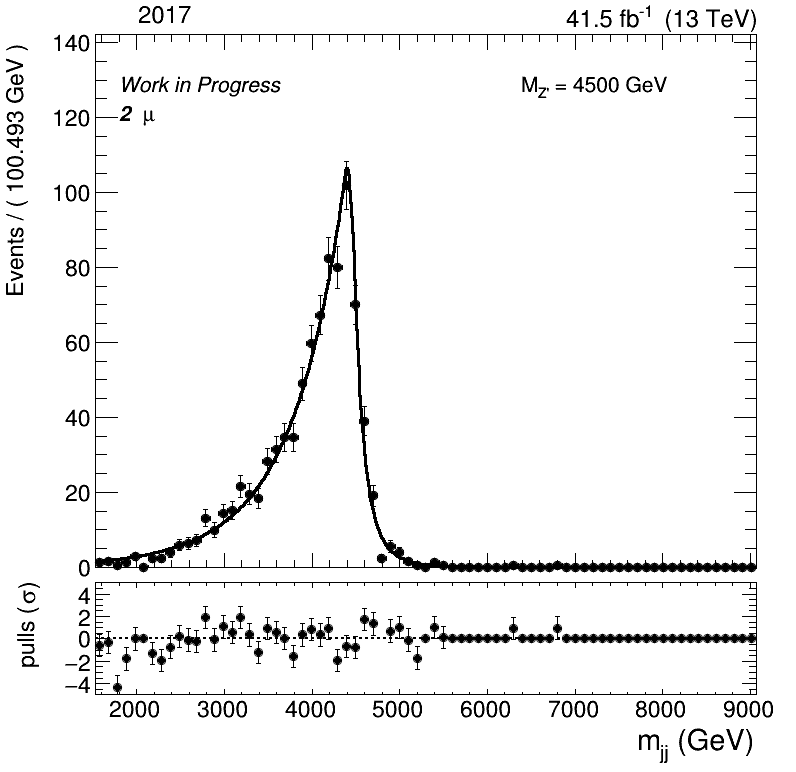 2017 41.5 fb⁻¹ (13 TeV)
Events / ( 100.493 GeV )
140
120
100
80
60
40
20
0
Work in Progress
2 μ
M_Z' = 4500 GeV
pulls (σ)
4
2
0
−2
−4
2000 3000 4000 5000 6000 7000 8000 9000
m_jj (GeV)